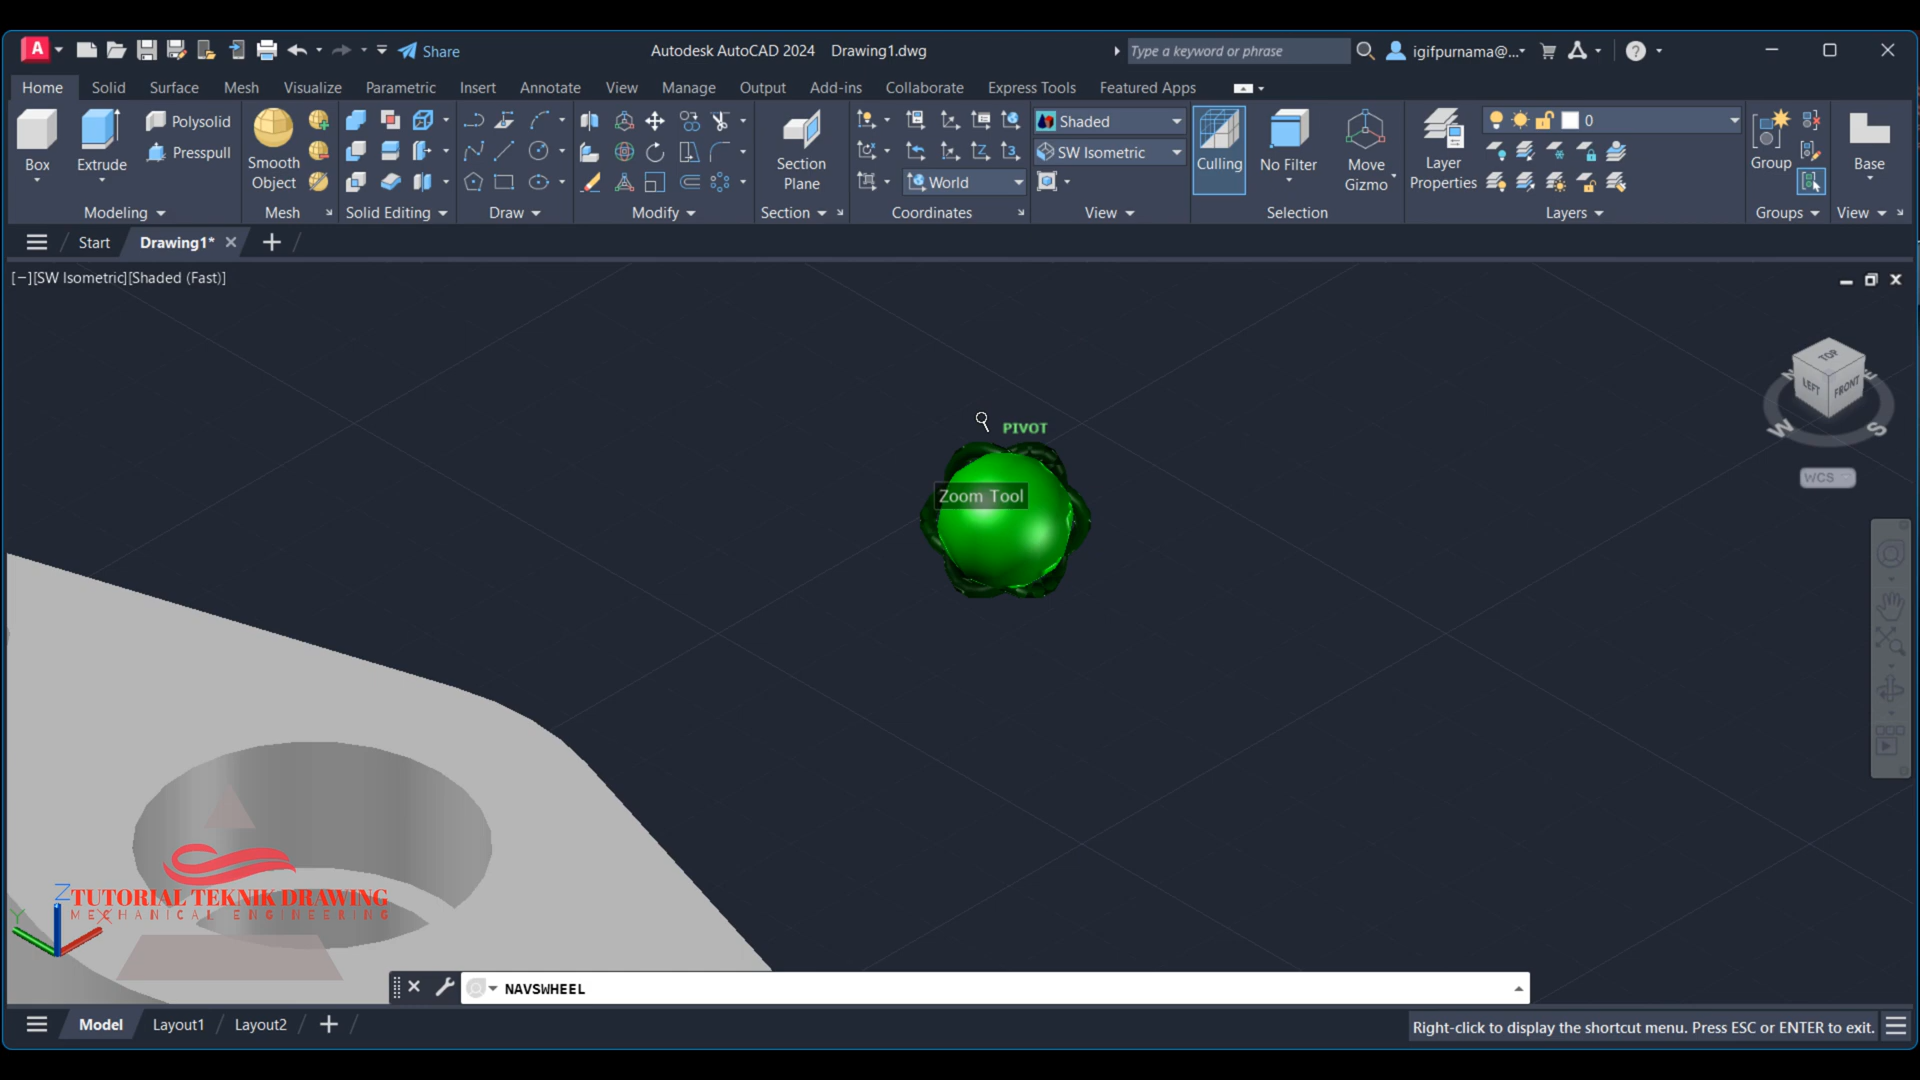 A
Share
Autodesk AutoCAD 2024 Drawing1.dwg
Type a keyword or phrase
igifpurnama@...
Home Solid Surface Mesh Visualize Parametric Insert Annotate View Manage Output Add-ins Collaborate Express Tools Featured Apps
Box
Extrude
Polysolid
Presspull
Modeling
Smooth
Object
Mesh
Solid Editing
Draw
Modify
Section
Plane
Section
World
Coordinates
Shaded
SW Isometric
View
Culling
No Filter
Move
Gizmo
Selection
Layer
Properties
0
Layers
Group
Groups
Base
View
Start
Drawing1*
[−][SW Isometric][Shaded (Fast)]
TOP
LEFT
FRONT
N
E
W
S
WCS
PIVOT
Zoom Tool
Z
Y
X
TUTORIAL TEKNIK DRAWING
MECHANICAL ENGINEERING
NAVSWHEEL
Model Layout1 Layout2
Right-click to display the shortcut menu. Press ESC or ENTER to exit.